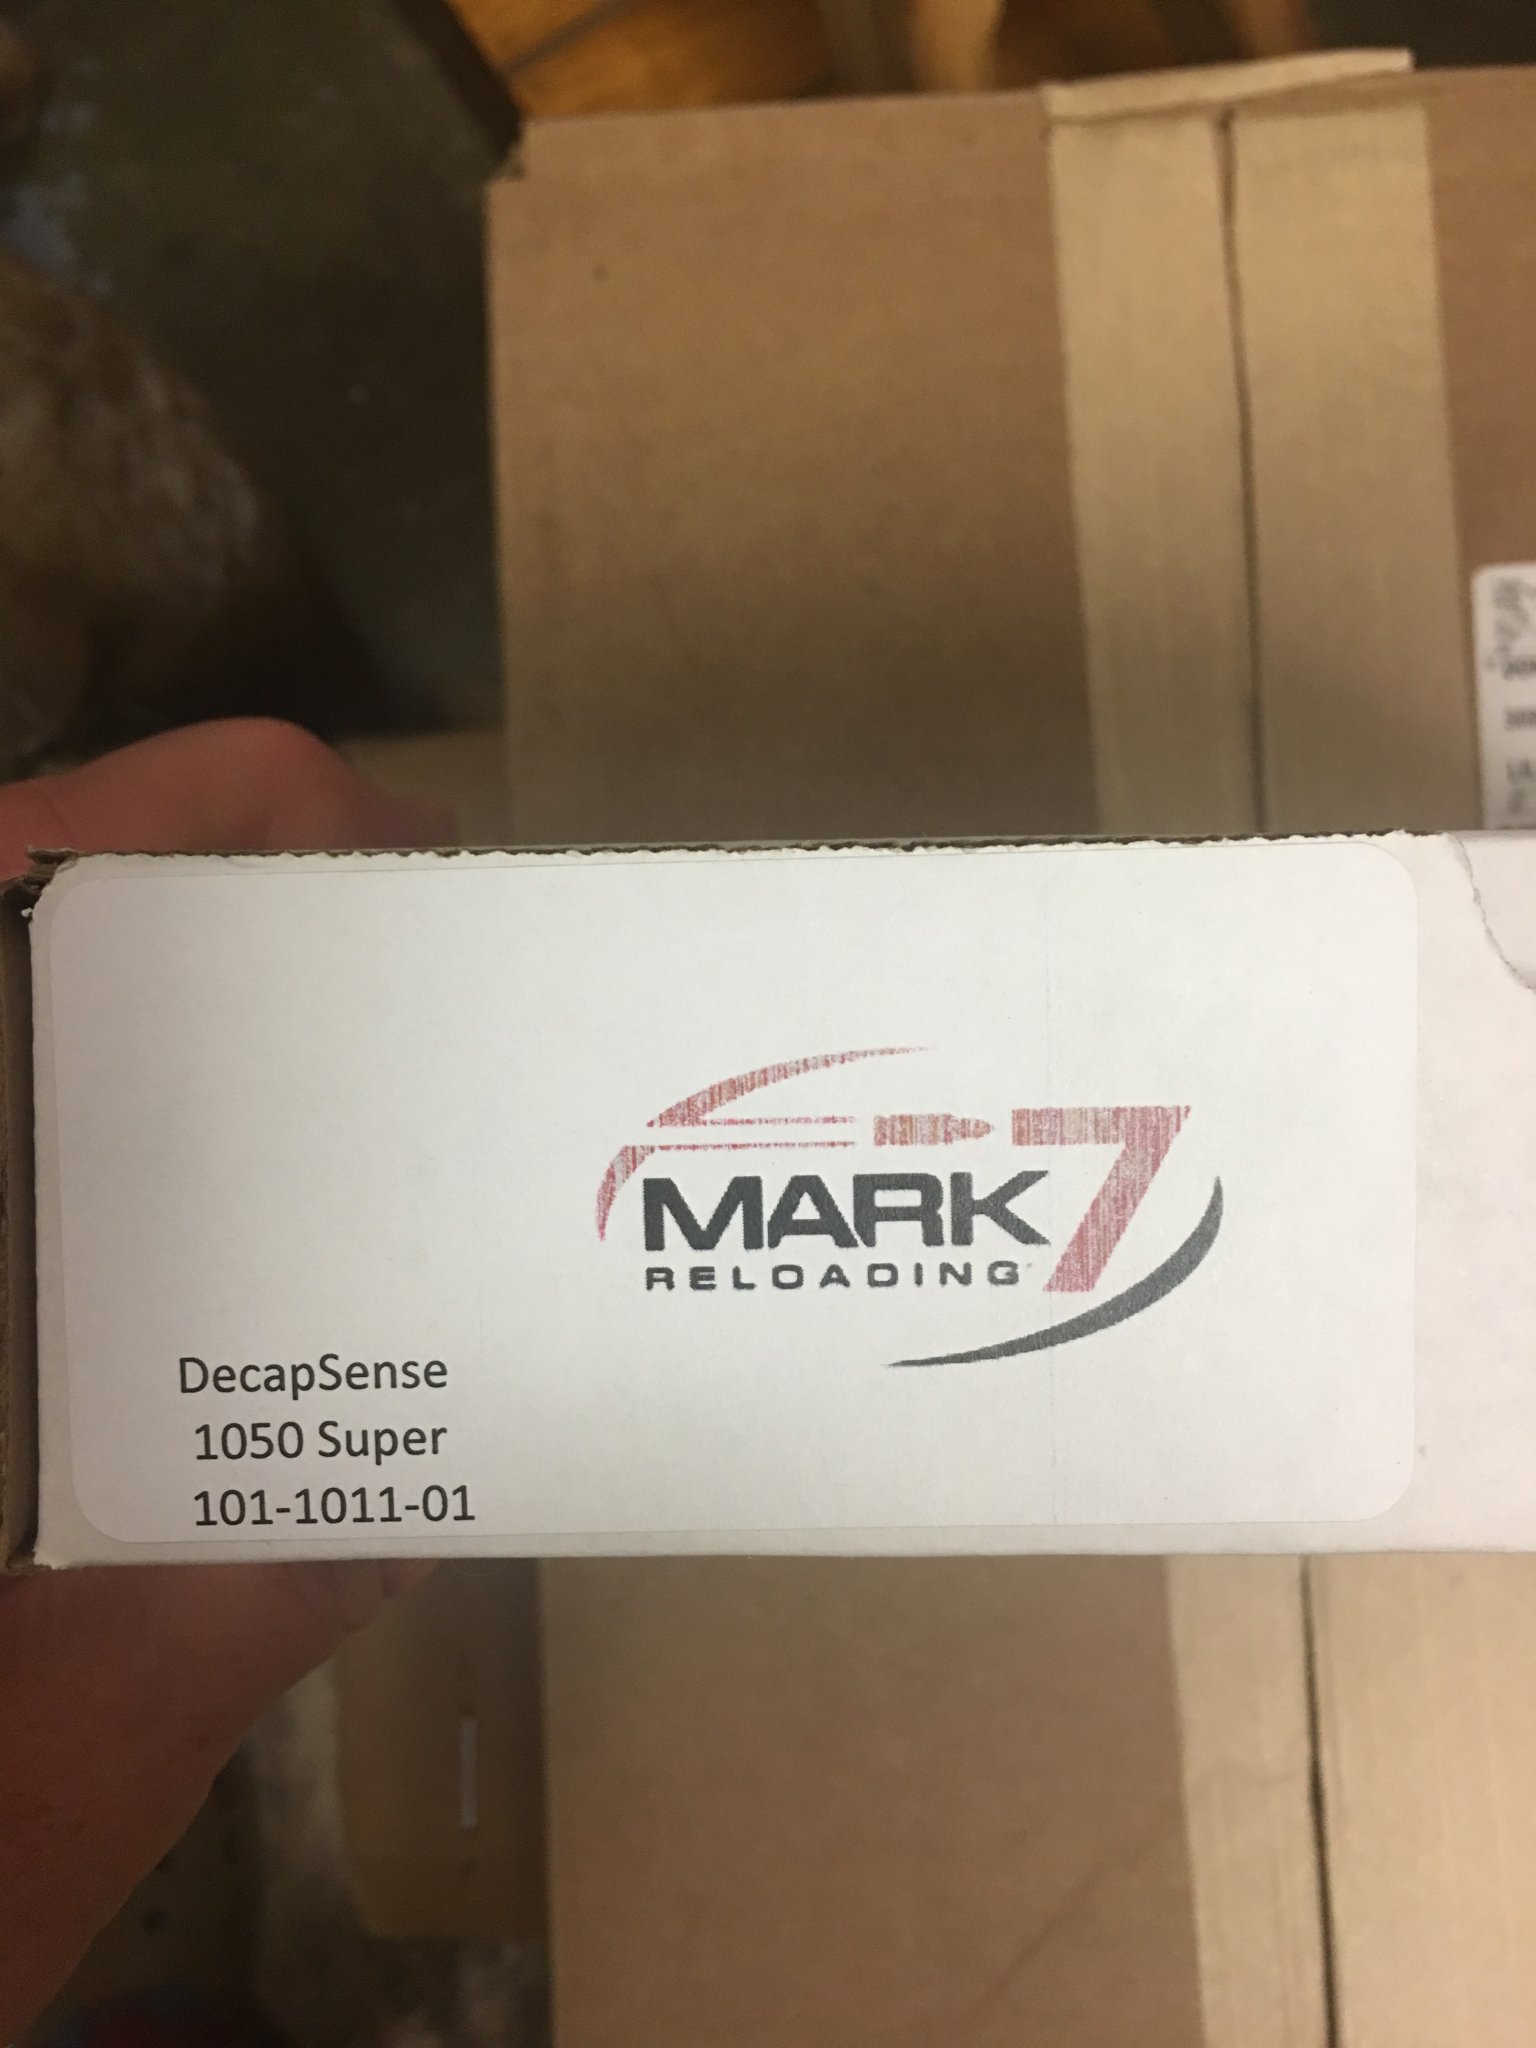 MARK 7
RELOADING
DecapSense
1050 Super
101-1011-01